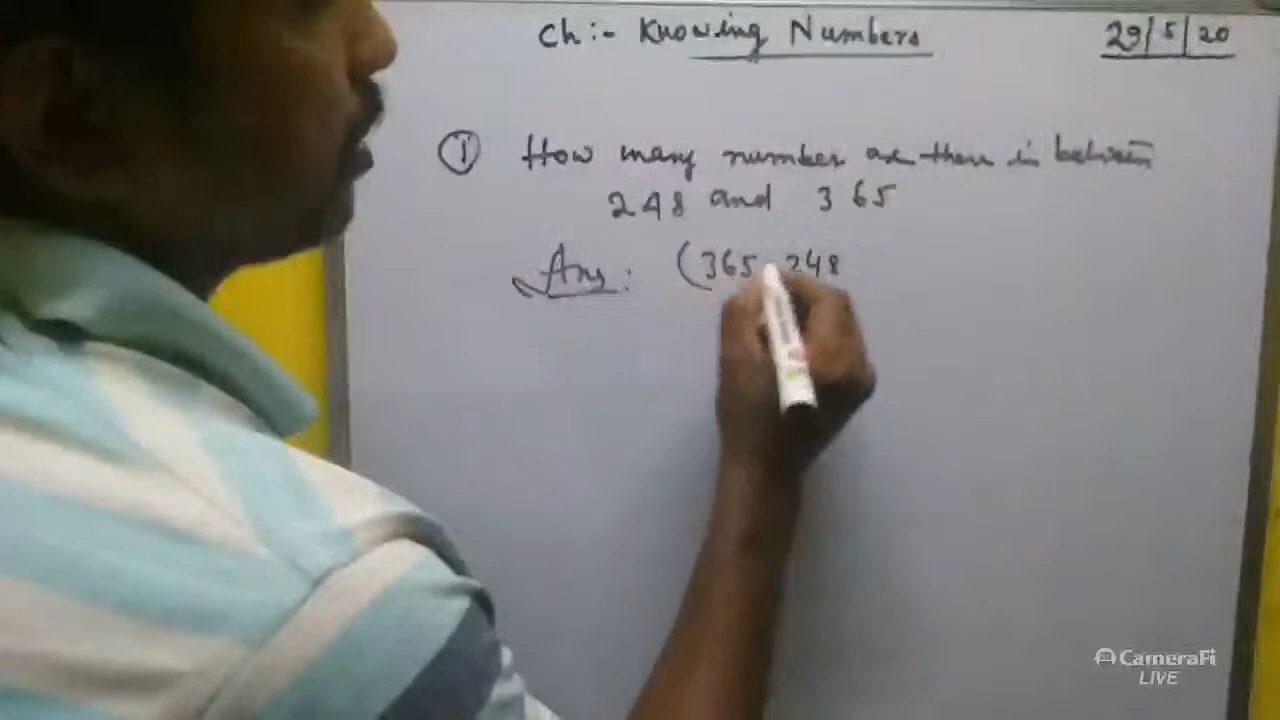 Ch:- Knowing Numbers 29/5/20
① How many number are there in between
248 and 365
Ans: (365-248
CameraFi
LIVE